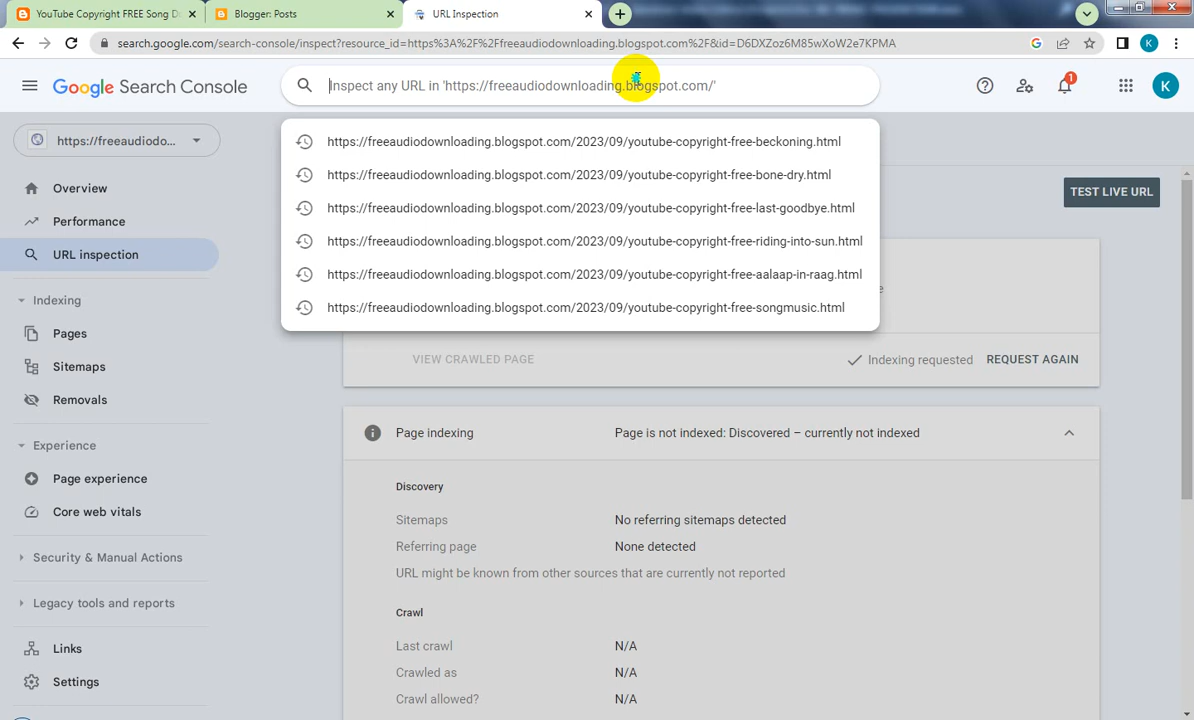 YouTube Copyright FREE Song D
Blogger: Posts
URL Inspection
search.google.com/search-console/inspect?resource_id=https%3A%2F%2Ffreeaudiodownloading.blogspot.com%2F&id=D6DXZoz6M85wXoW2e7KPMA
Google Search Console
Inspect any URL in 'https://freeaudiodownloading.blogspot.com/'
1
K
https://freeaudiodo...
https://freeaudiodownloading.blogspot.com/2023/09/youtube-copyright-free-beckoning.html
https://freeaudiodownloading.blogspot.com/2023/09/youtube-copyright-free-bone-dry.html
https://freeaudiodownloading.blogspot.com/2023/09/youtube-copyright-free-last-goodbye.html
https://freeaudiodownloading.blogspot.com/2023/09/youtube-copyright-free-riding-into-sun.html
https://freeaudiodownloading.blogspot.com/2023/09/youtube-copyright-free-aalaap-in-raag.html
https://freeaudiodownloading.blogspot.com/2023/09/youtube-copyright-free-songmusic.html
TEST LIVE URL
Overview
Performance
URL inspection
Indexing
Pages
Sitemaps
Removals
Experience
Page experience
Core web vitals
Security & Manual Actions
Legacy tools and reports
Links
Settings
VIEW CRAWLED PAGE
Indexing requested
REQUEST AGAIN
Page indexing
Page is not indexed: Discovered – currently not indexed
Discovery
Sitemaps
No referring sitemaps detected
Referring page
None detected
URL might be known from other sources that are currently not reported
Crawl
Last crawl
N/A
Crawled as
N/A
Crawl allowed?
N/A